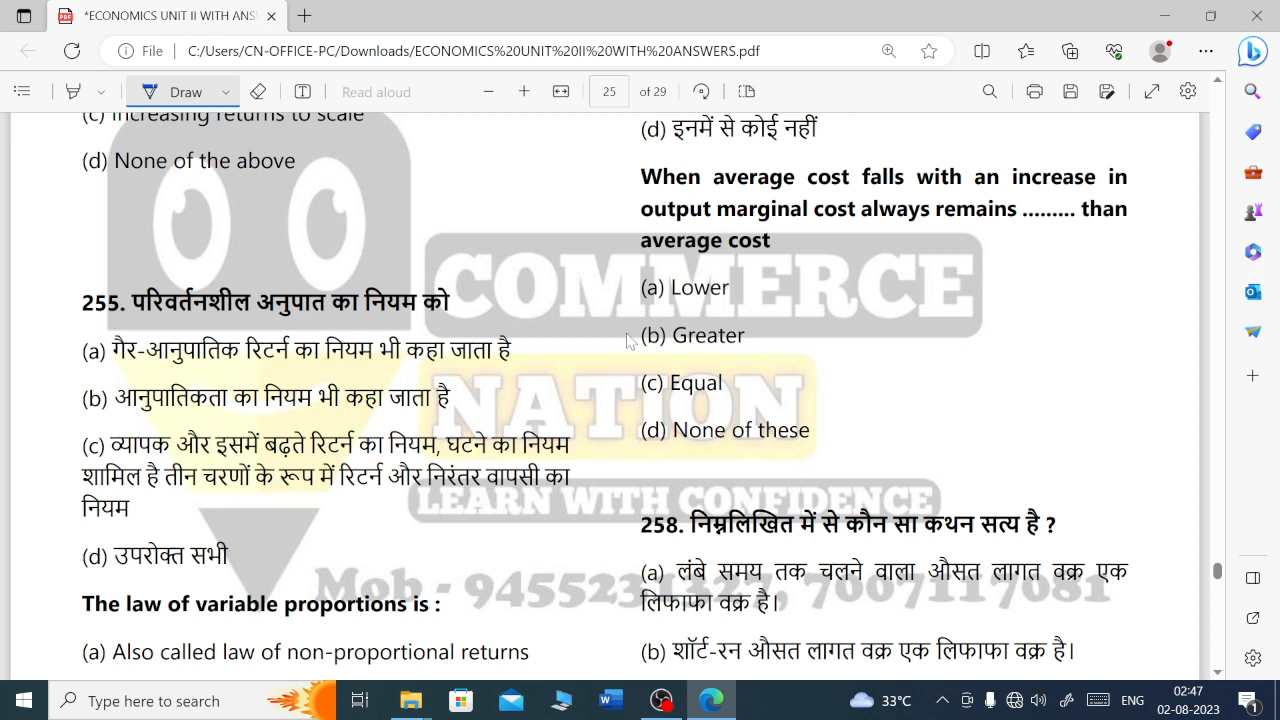 *ECONOMICS UNIT II WITH ANS
File
C:/Users/CN-OFFICE-PC/Downloads/ECONOMICS%20UNIT%20II%20WITH%20ANSWERS.pdf
Draw
Read aloud
25
of 29
(c) Increasing returns to scale
(d) None of the above
255. परिवर्तनशील अनुपात का नियम को
(a) गैर-आनुपातिक रिटर्न का नियम भी कहा जाता है
(b) आनुपातिकता का नियम भी कहा जाता है
(c) व्यापक और इसमें बढ़ते रिटर्न का नियम, घटने का नियम
शामिल है तीन चरणों के रूप में रिटर्न और निरंतर वापसी का
नियम
(d) उपरोक्त सभी
The law of variable proportions is :
(a) Also called law of non-proportional returns
(d) इनमें से कोई नहीं
When average cost falls with an increase in
output marginal cost always remains ......... than
average cost
(a) Lower
(b) Greater
(c) Equal
(d) None of these
258. निम्नलिखित में से कौन सा कथन सत्य है ?
(a) लंबे समय तक चलने वाला औसत लागत वक्र एक
लिफाफा वक्र है।
(b) शॉर्ट-रन औसत लागत वक्र एक लिफाफा वक्र है।
COMMERCE
NATION
LEARN WITH CONFIDENCE
Type here to search
33°C
ENG
02:47
02-08-2023